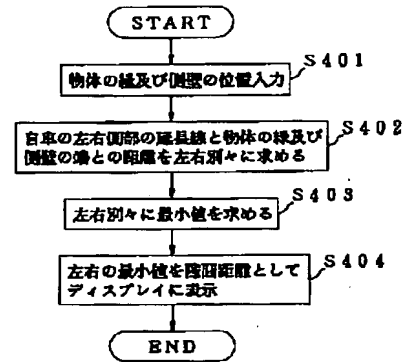 START
S401
物体の縁及び側壁の位置入力
S402
自車の左右側部の延長線と物体の縁及び
側壁の端との距離を左右別々に求める
S403
左右別々に最小値を求める
S404
左右の最小値を隙間距離として
ディスプレイに表示
END